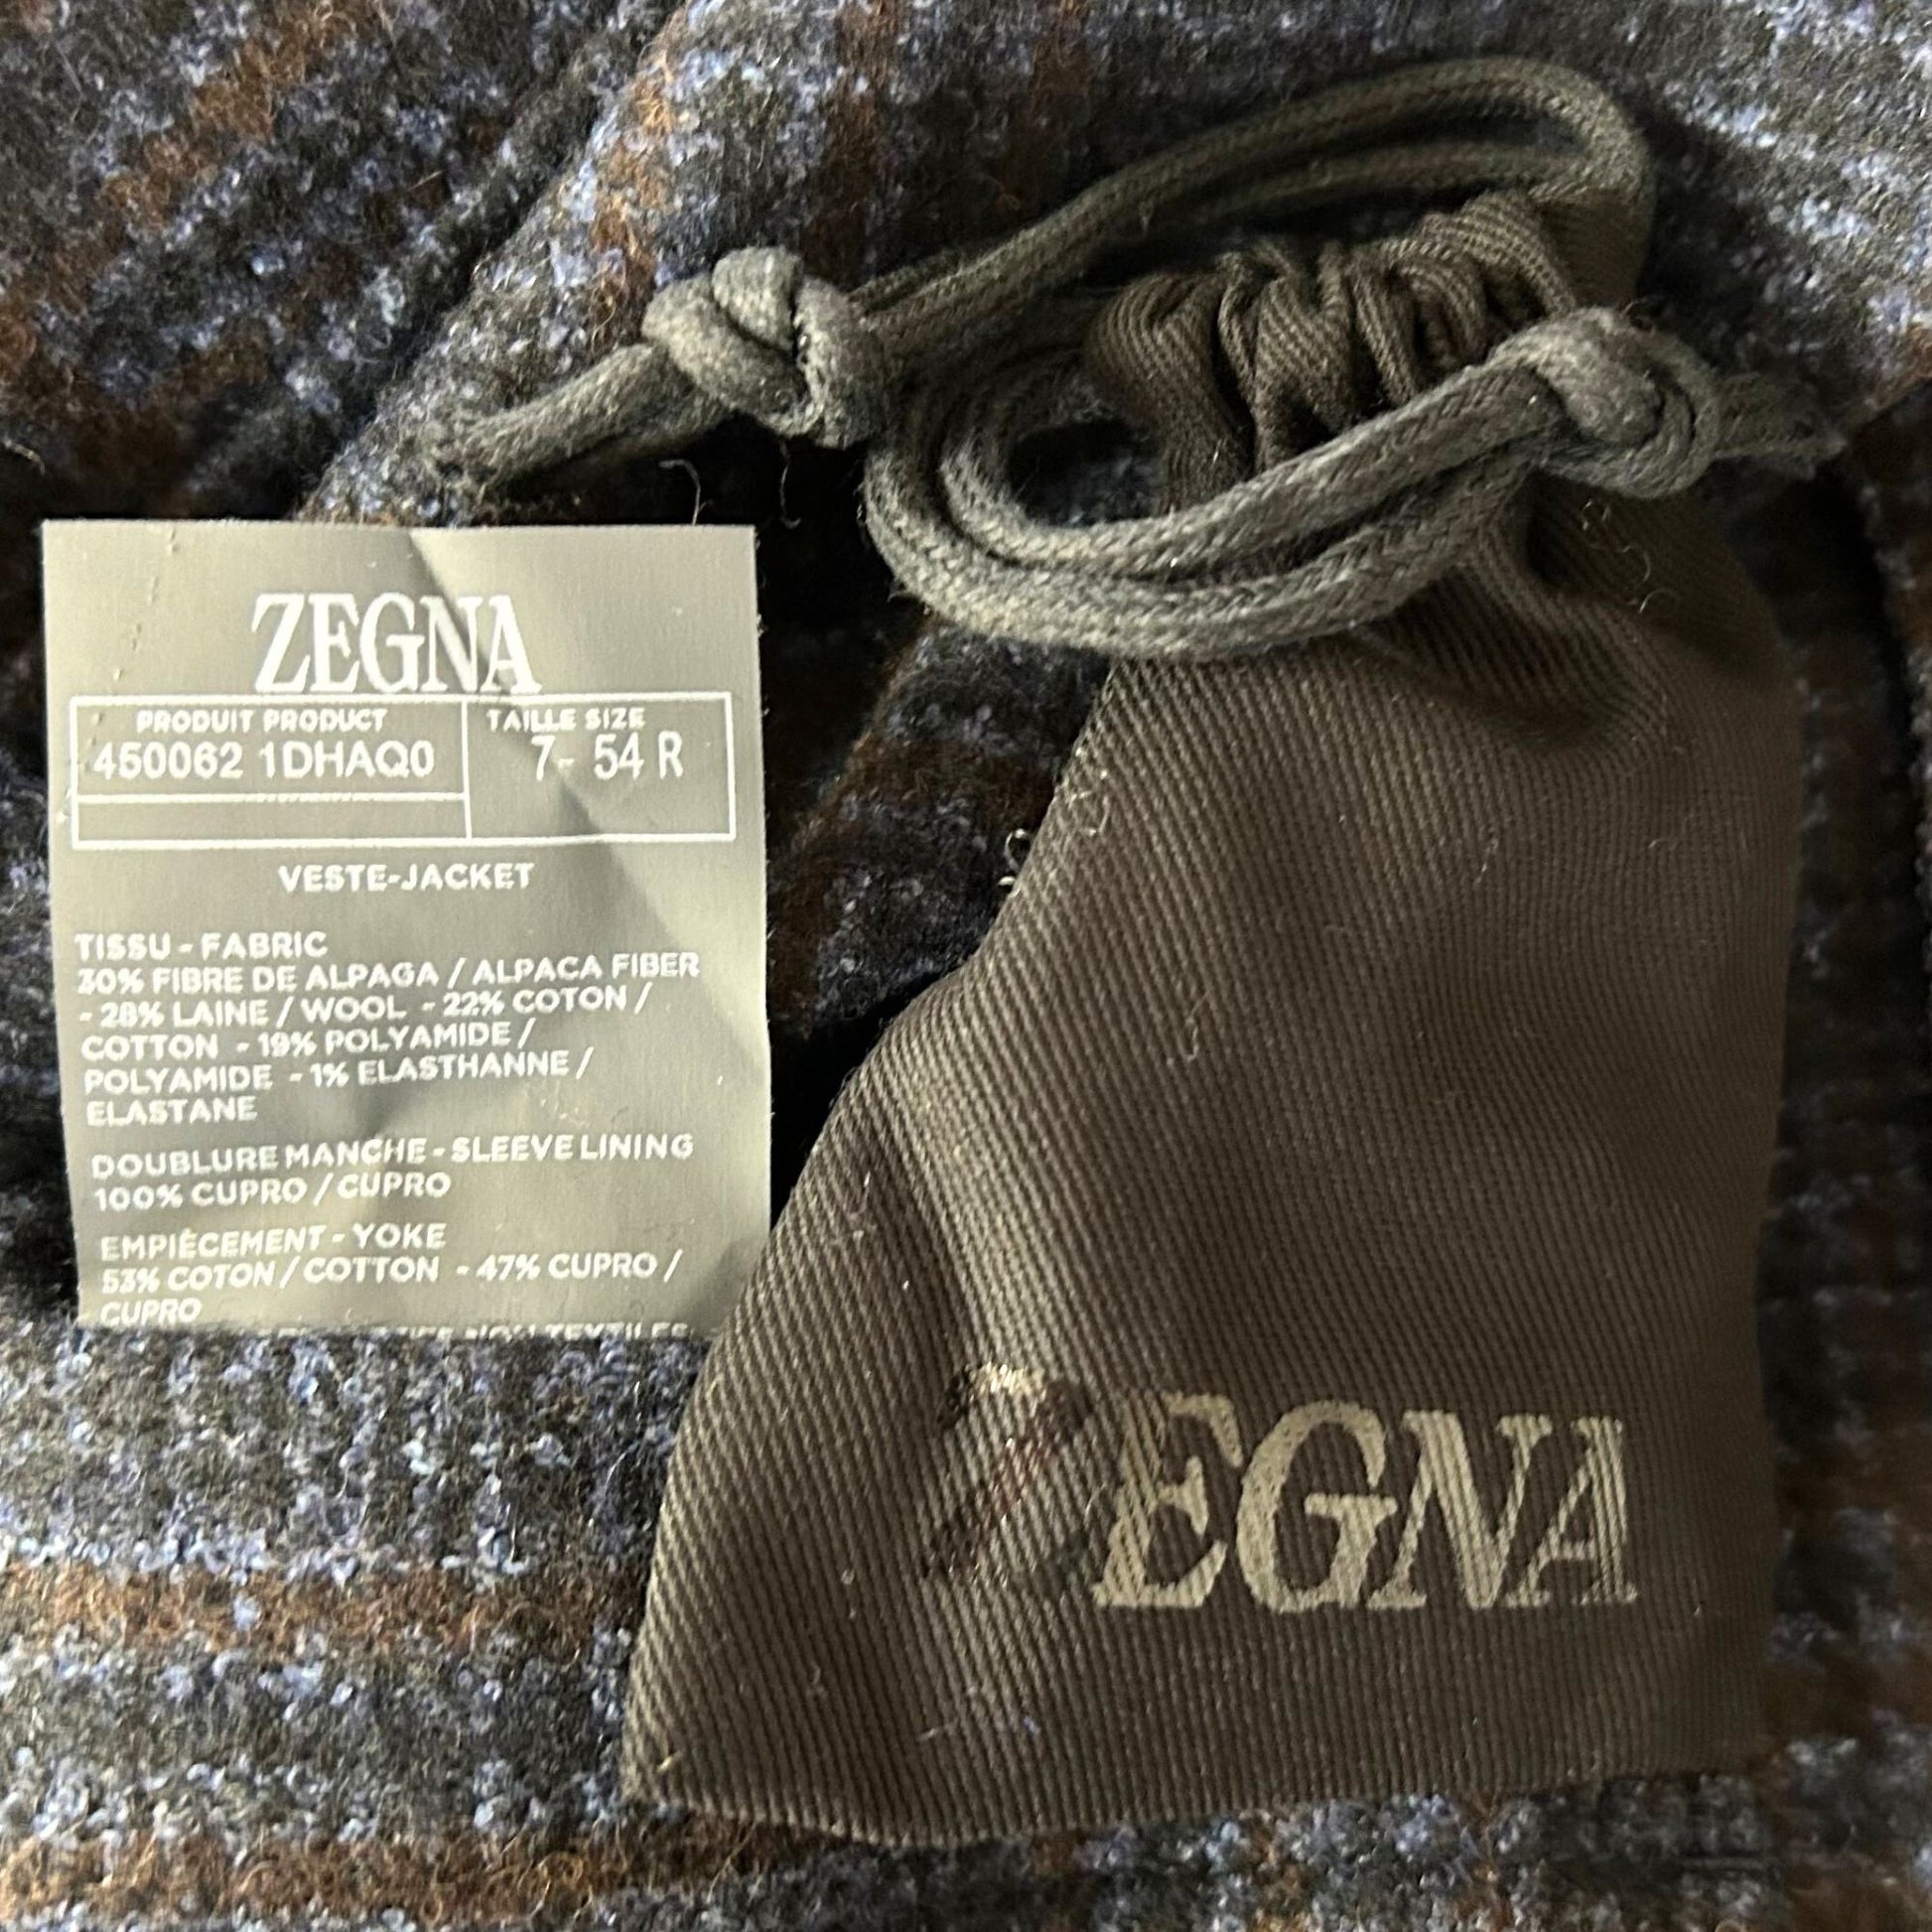 ZEGNA
PRODUIT PRODUCT
450062 1DHAQ0
TAILLE SIZE
7- 54 R
VESTE-JACKET
TISSU - FABRIC
30% FIBRE DE ALPAGA / ALPACA FIBER
- 28% LAINE / WOOL - 22% COTON /
COTTON - 19% POLYAMIDE /
POLYAMIDE - 1% ELASTHANNE /
ELASTANE
DOUBLURE MANCHE - SLEEVE LINING
100% CUPRO / CUPRO
EMPIÈCEMENT - YOKE
53% COTON / COTTON - 47% CUPRO /
CUPRO
NON TEXTILES
ZEGNA